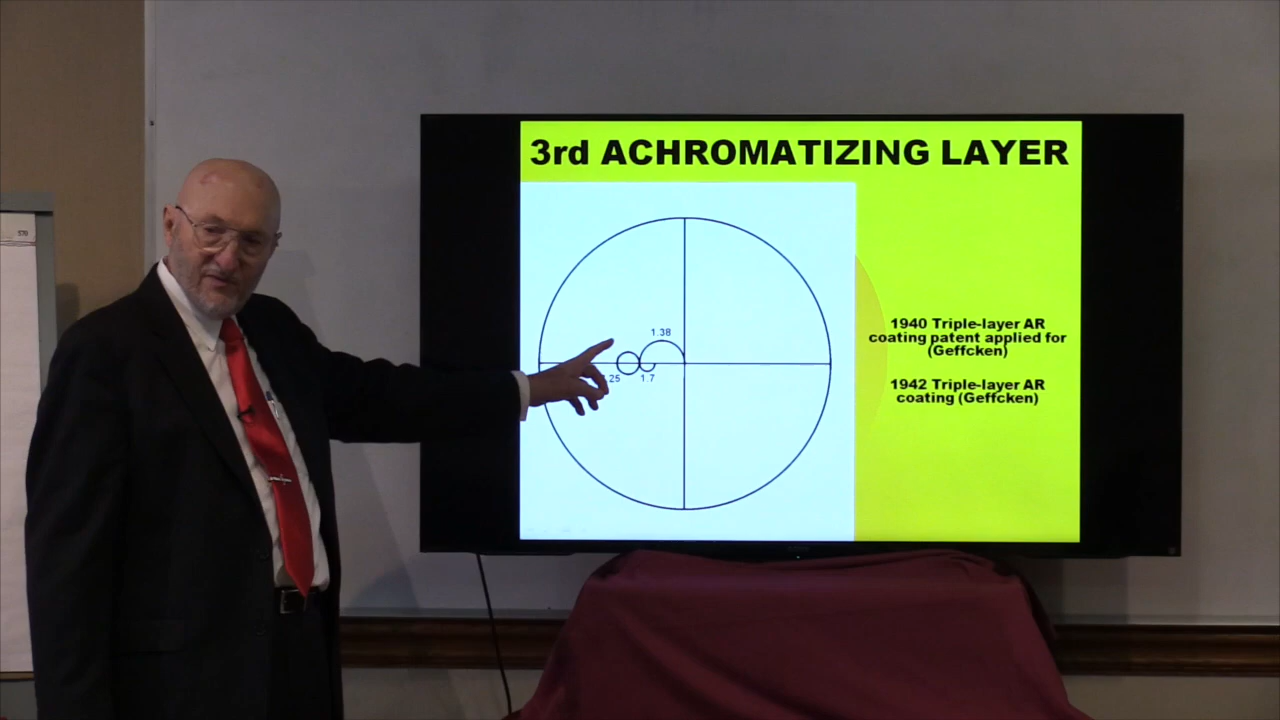 3rd ACHROMATIZING LAYER
1.38
.25
1.7
1940 Triple-layer AR
coating patent applied for
(Geffcken)
1942 Triple-layer AR
coating (Geffcken)